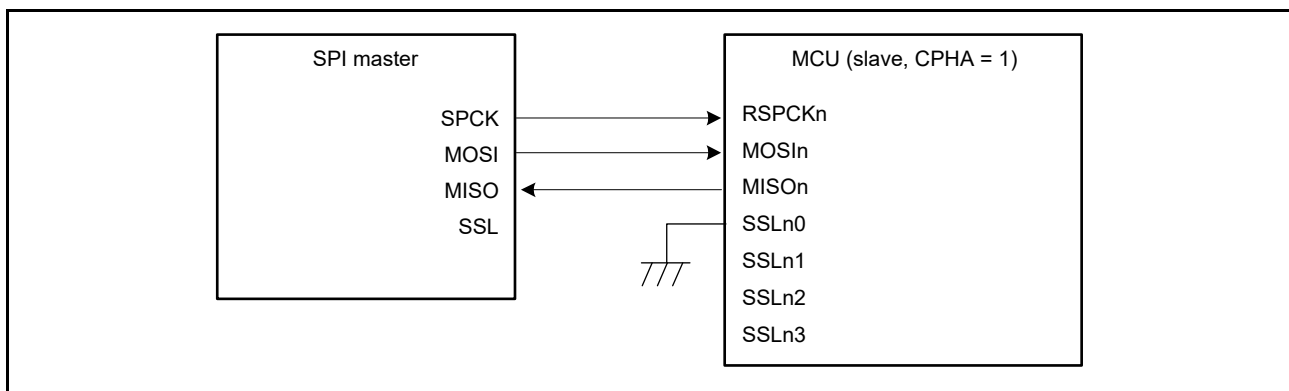 SPI master
SPCK
MOSI
MISO
SSL
MCU (slave, CPHA = 1)
RSPCKn
MOSIn
MISOn
SSLn0
SSLn1
SSLn2
SSLn3